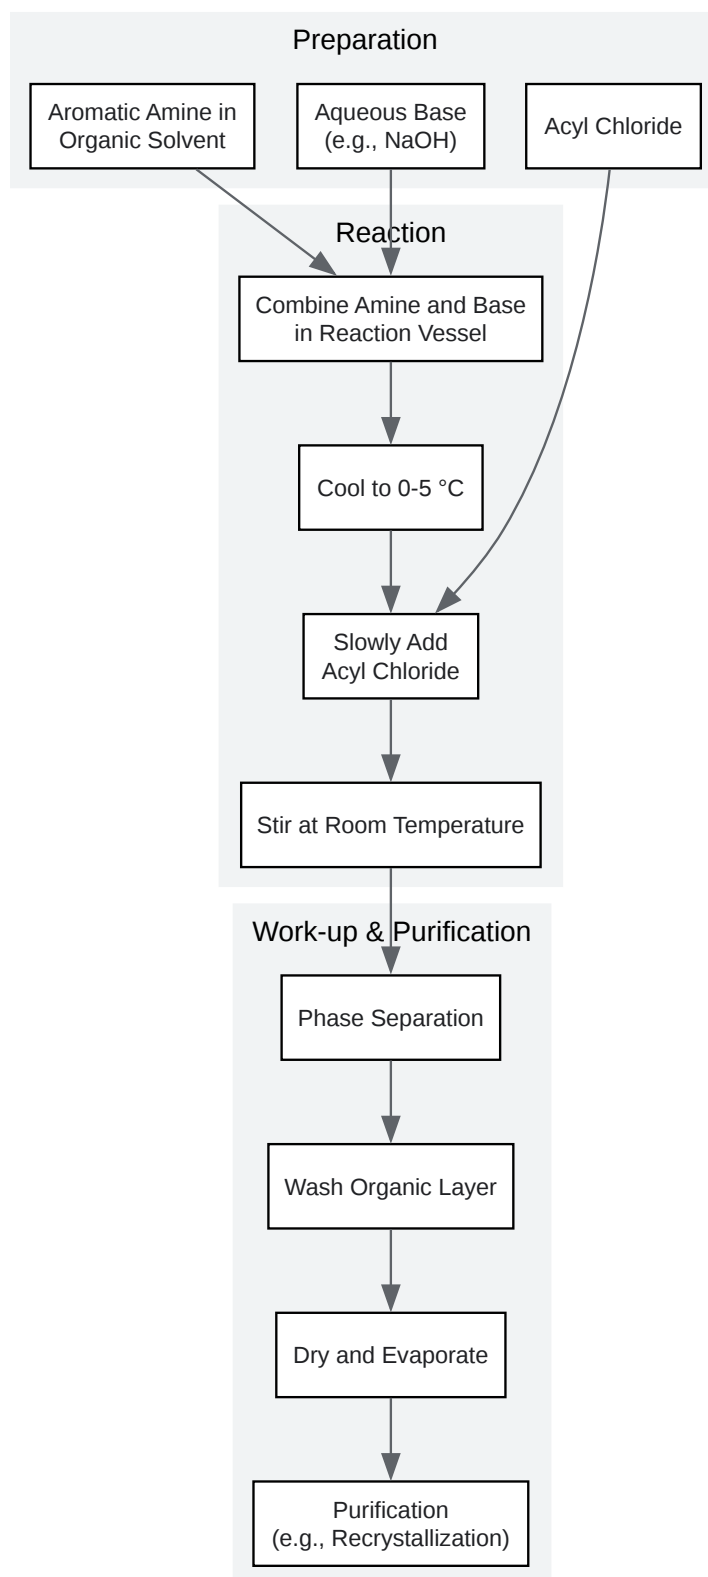 Preparation
Aromatic Amine in
Organic Solvent
Aqueous Base
(e.g., NaOH)
Acyl Chloride
Reaction
Combine Amine and Base
in Reaction Vessel
Cool to 0-5 °C
Slowly Add
Acyl Chloride
Stir at Room Temperature
Work-up & Purification
Phase Separation
Wash Organic Layer
Dry and Evaporate
Purification
(e.g., Recrystallization)